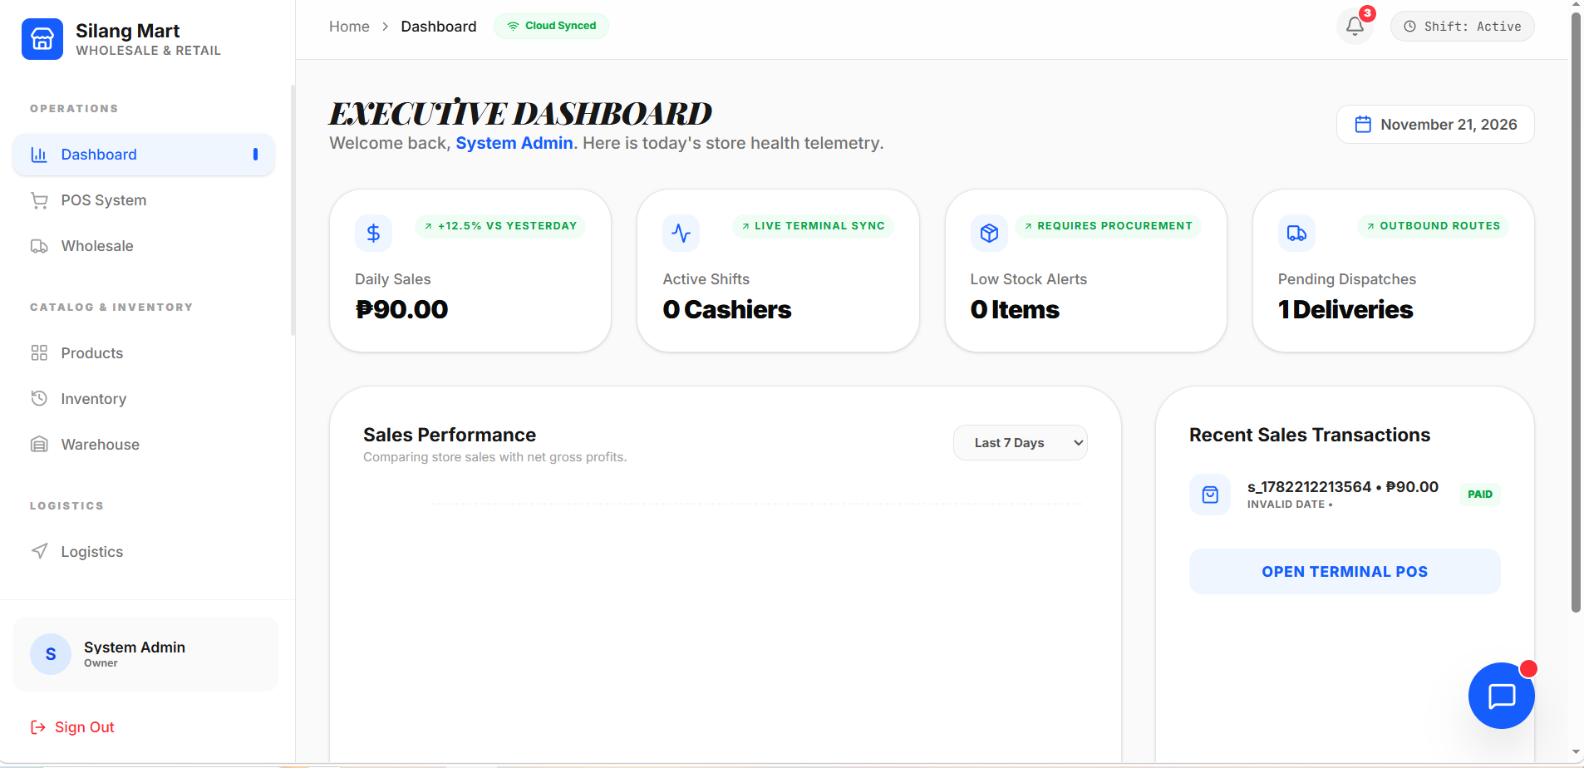 Silang Mart
WHOLESALE & RETAIL
OPERATIONS
Dashboard
POS System
Wholesale
CATALOG & INVENTORY
Products
Inventory
Warehouse
LOGISTICS
Logistics
S
System Admin
Owner
Sign Out
Home > Dashboard
Cloud Synced
3
Shift: Active
EXECUTIVE DASHBOARD
Welcome back, System Admin. Here is today's store health telemetry.
November 21, 2026
+12.5% VS YESTERDAY
Daily Sales
₱90.00
LIVE TERMINAL SYNC
Active Shifts
0 Cashiers
REQUIRES PROCUREMENT
Low Stock Alerts
0 Items
OUTBOUND ROUTES
Pending Dispatches
1 Deliveries
Sales Performance
Comparing store sales with net gross profits.
Last 7 Days
Recent Sales Transactions
s_1782212213564 • ₱90.00
INVALID DATE •
PAID
OPEN TERMINAL POS